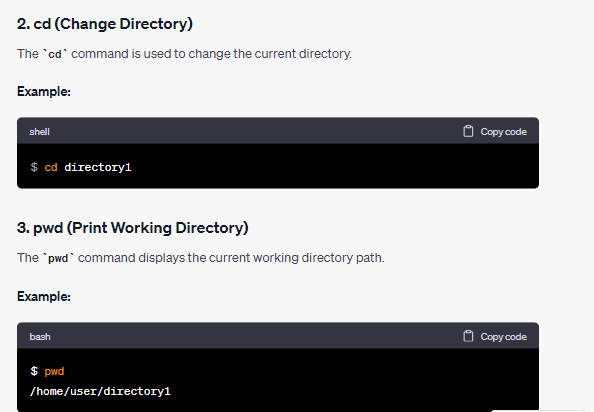 2. cd (Change Directory)
The `cd` command is used to change the current directory.
Example:
shell
Copy code
$ cd directory1
3. pwd (Print Working Directory)
The `pwd` command displays the current working directory path.
Example:
bash
Copy code
$ pwd
/home/user/directory1